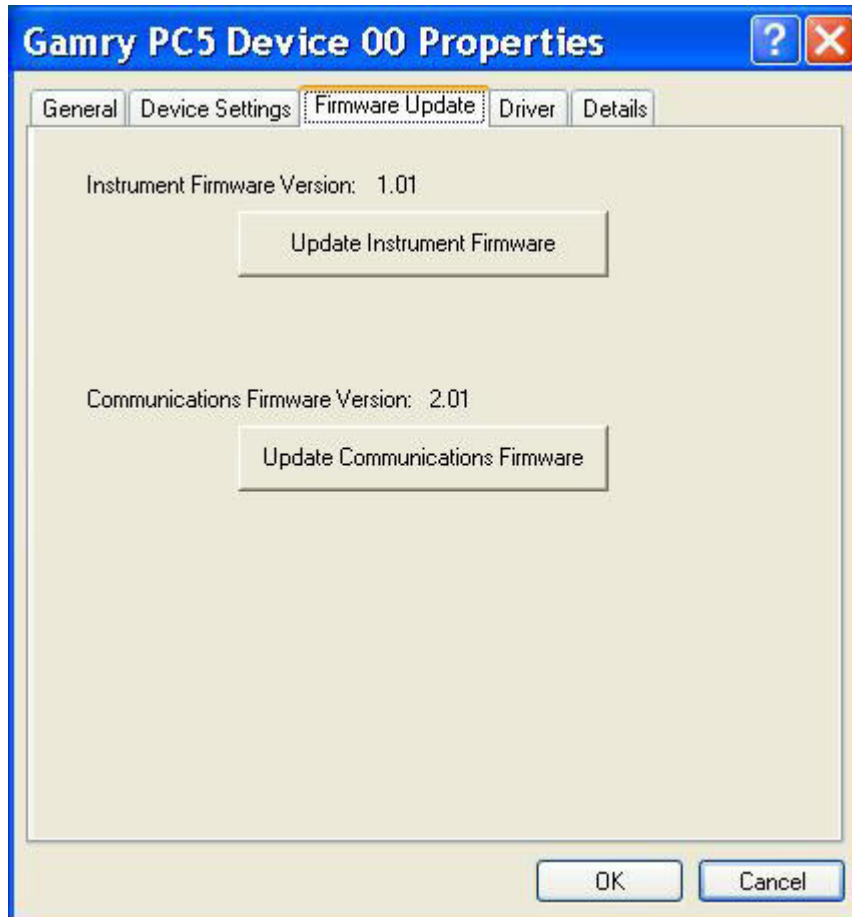 Gamry PC5 Device 00 Properties
General Device Settings Firmware Update Driver Details
Instrument Firmware Version: 1.01
Update Instrument Firmware
Communications Firmware Version: 2.01
Update Communications Firmware
OK Cancel